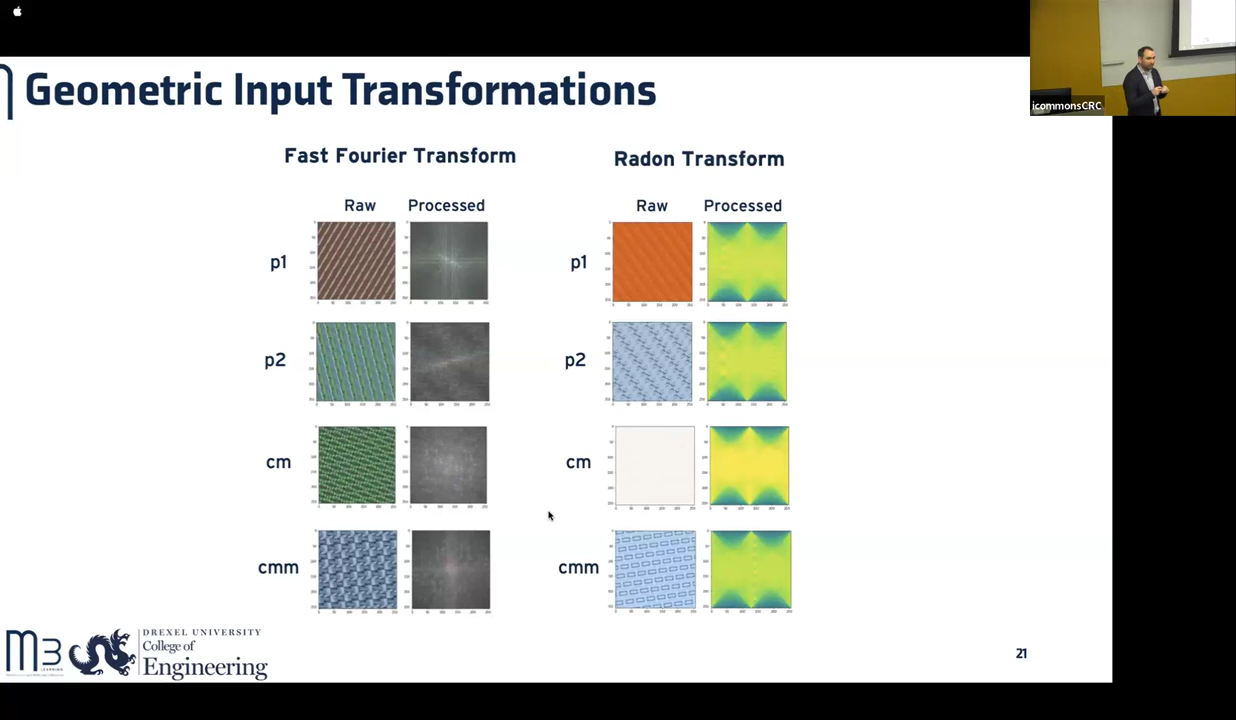 Geometric Input Transformations
icommonsCRC
Fast Fourier Transform
Radon Transform
Raw Processed
Raw Processed
p1
p1
p2
p2
cm
cm
cmm
cmm
M3
LEARNING
DREXEL UNIVERSITY
College of
Engineering
21